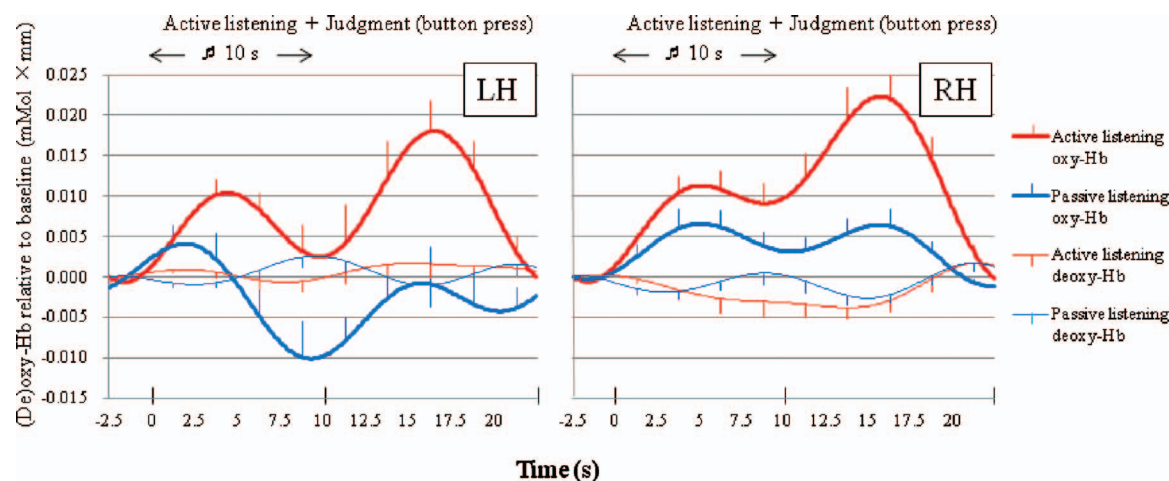 Active listening + Judgment (button press) Active listening + Judgment (button press)
♬ 10 s ♬ 10 s
(De)oxy-Hb relative to baseline (mMol × mm)
0.025
0.020
0.015
0.010
0.005
0.000
-0.005
-0.010
-0.015
LH
RH
-2.5 0 2.5 5 7.5 10 12.5 15 17.5 20
-2.5 0 2.5 5 7.5 10 12.5 15 17.5 20
Time (s)
Active listening
oxy-Hb
Passive listening
oxy-Hb
Active listening
deoxy-Hb
Passive listening
deoxy-Hb